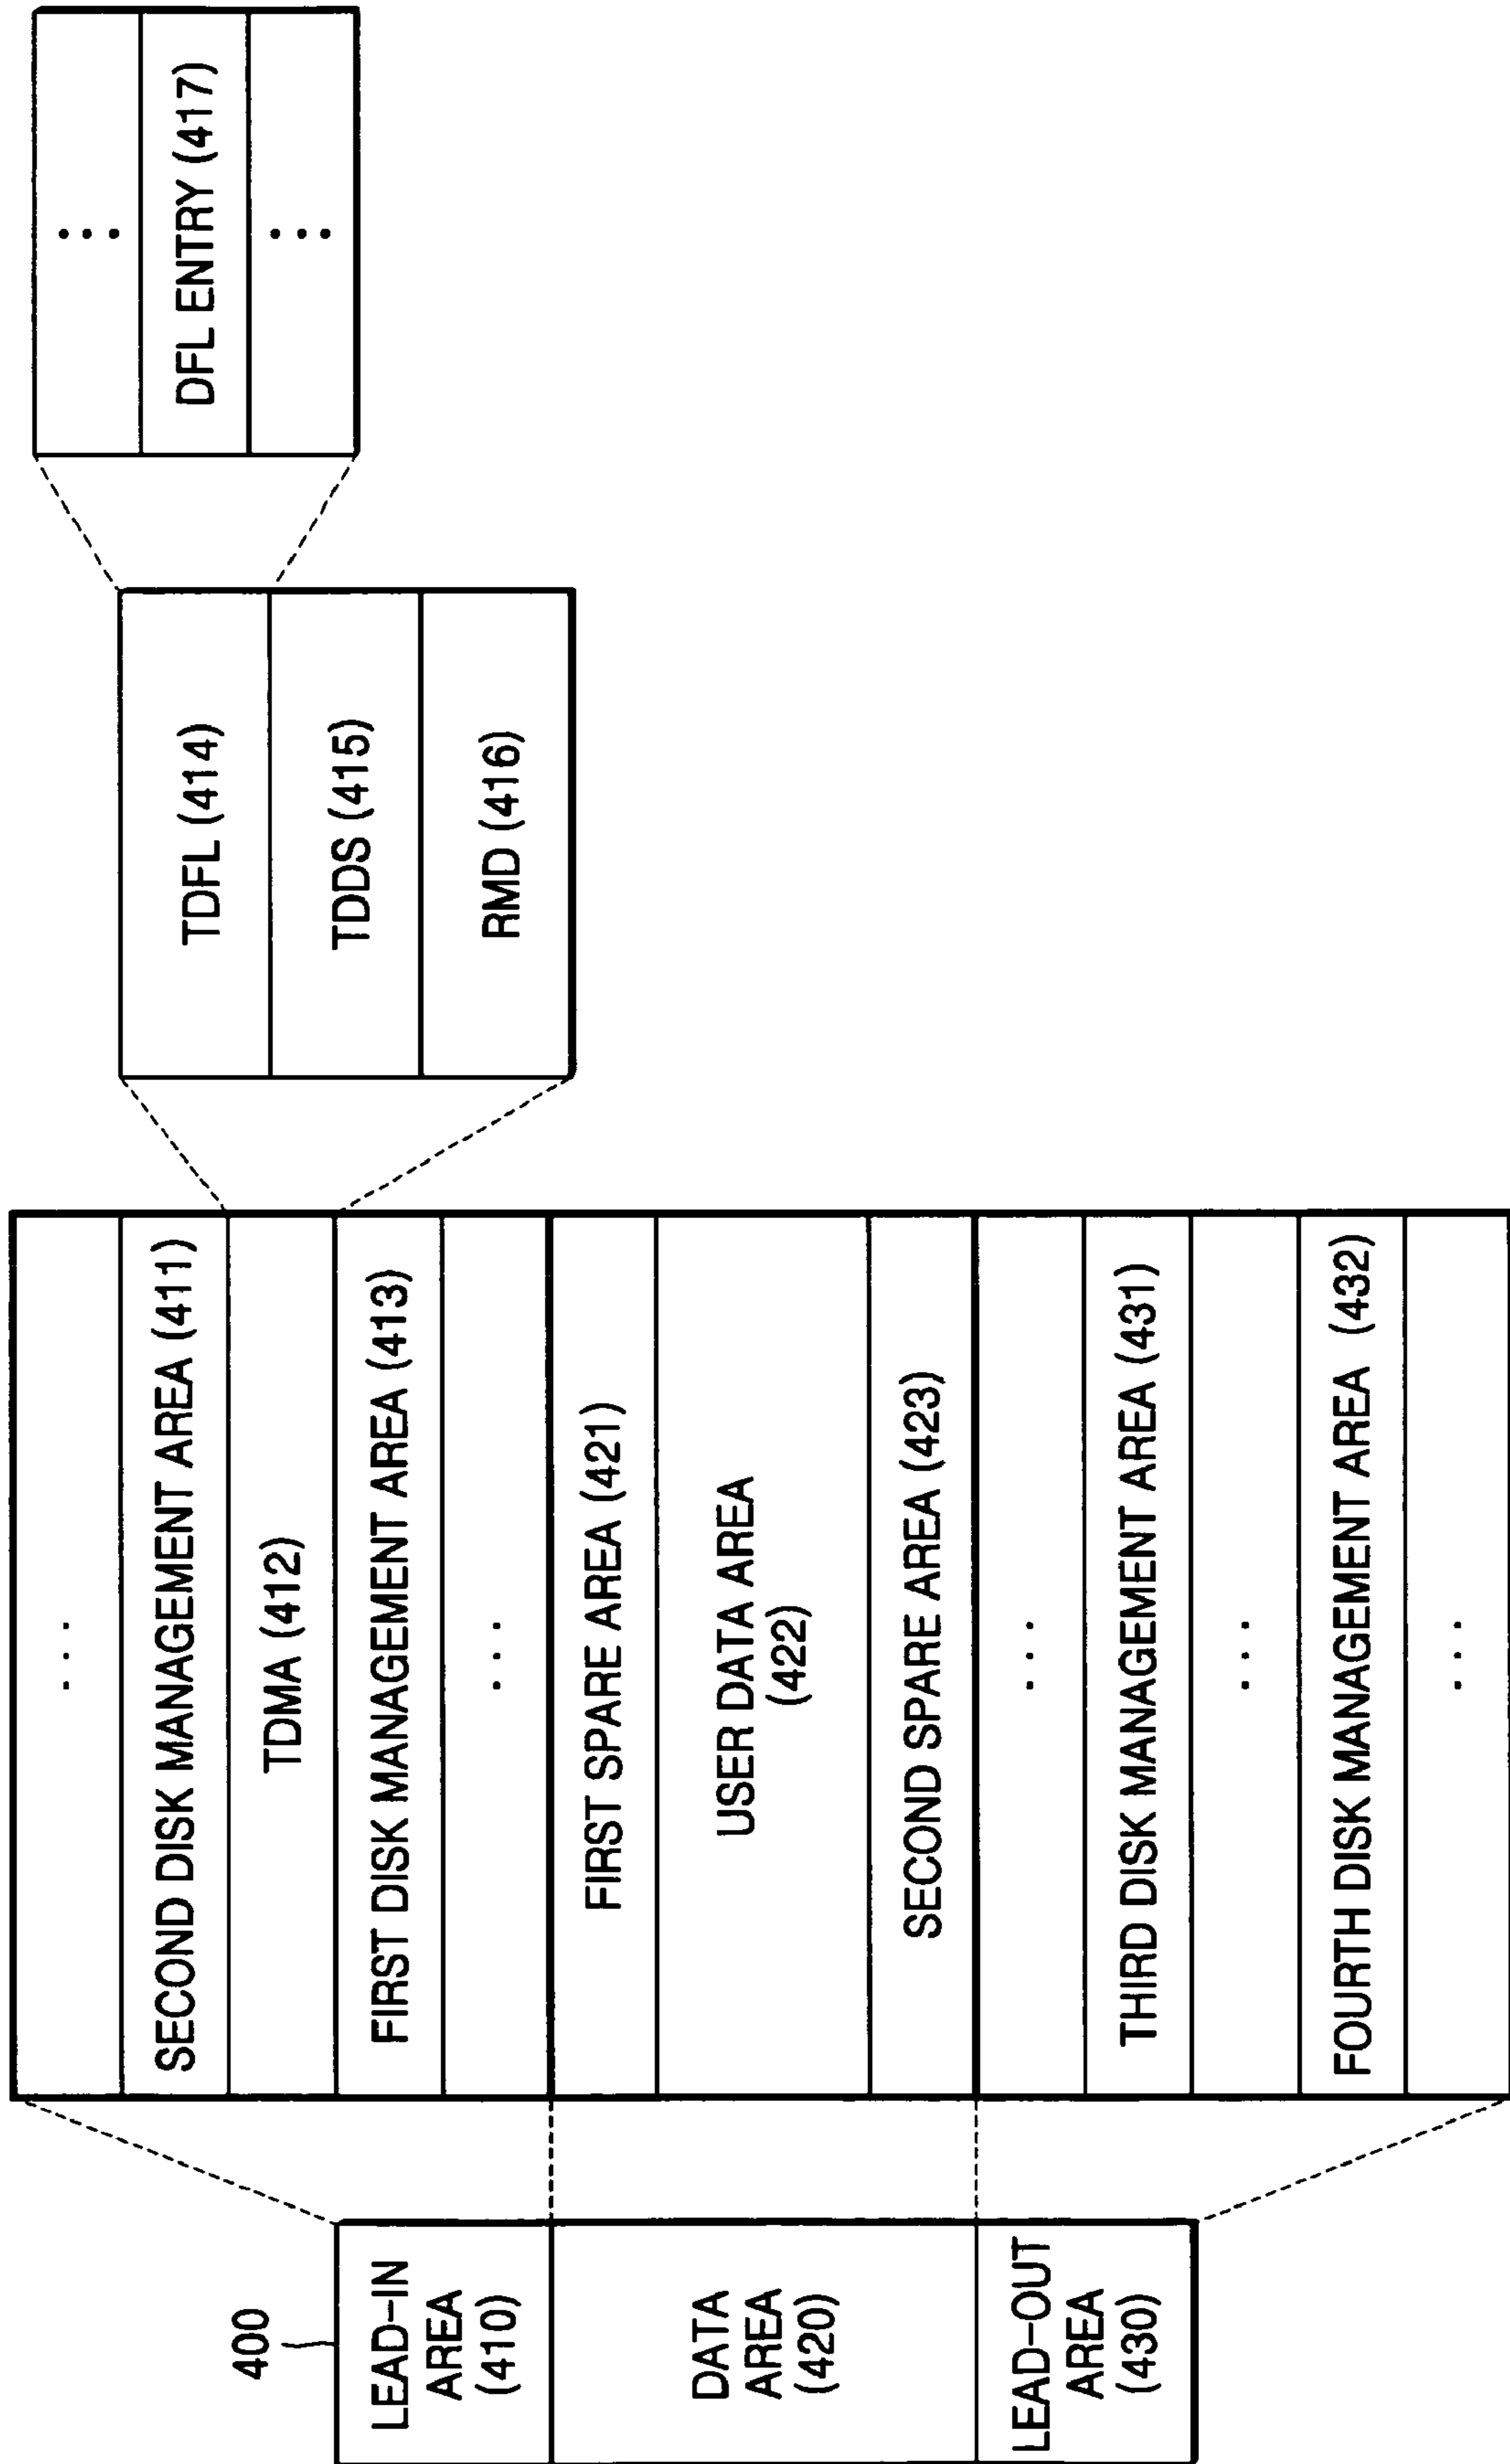 400
LEAD-IN
AREA
(410)
DATA
AREA
(420)
LEAD-OUT
AREA
(430)
...
SECOND DISK MANAGEMENT AREA (411)
TDMA (412)
FIRST DISK MANAGEMENT AREA (413)
...
FIRST SPARE AREA (421)
USER DATA AREA
(422)
SECOND SPARE AREA (423)
...
THIRD DISK MANAGEMENT AREA (431)
...
FOURTH DISK MANAGEMENT AREA (432)
...
TDFL (414)
TDDS (415)
RMD (416)
...
DFL ENTRY (417)
...